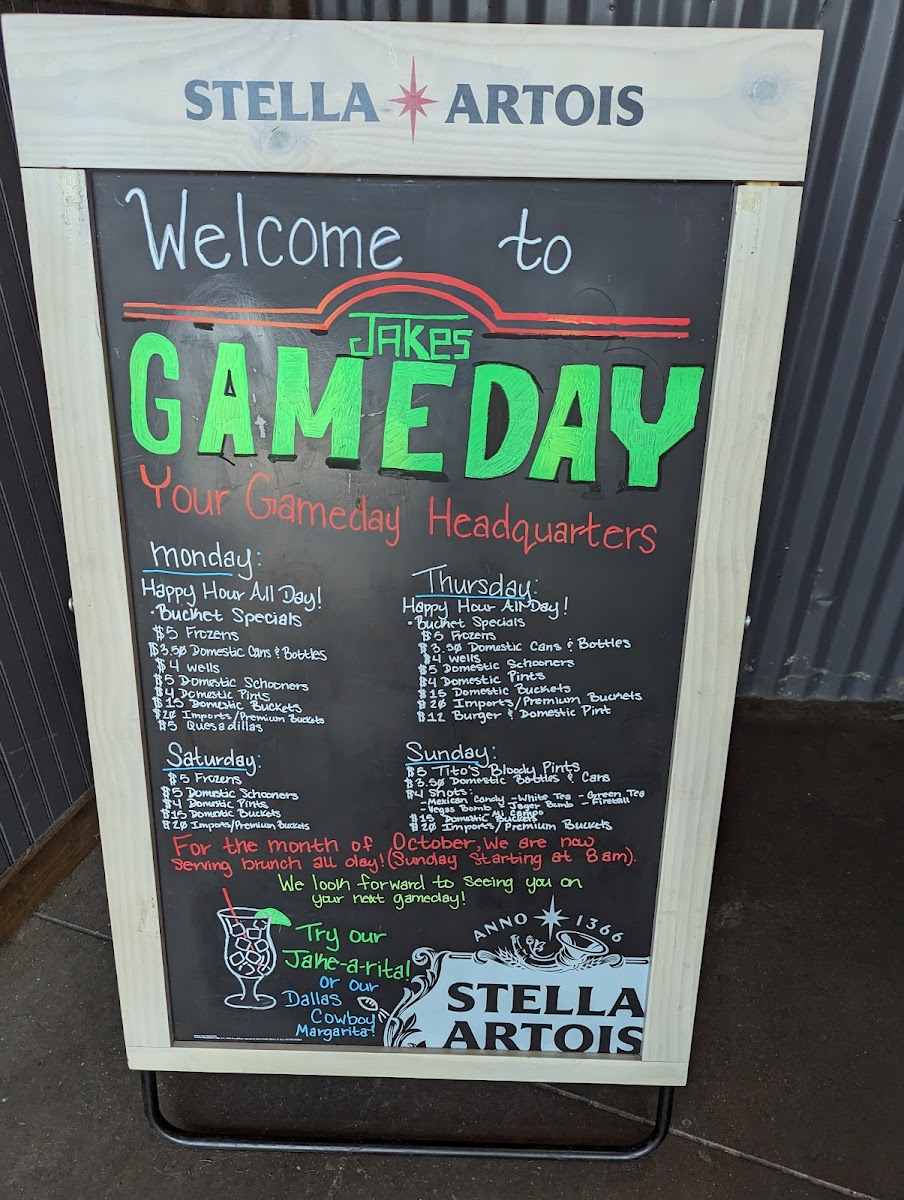 STELLA ARTOIS
Welcome to
JAKES
GAMEDAY
Your Gameday Headquarters
monday:
Happy Hour All Day!
• Bucket Specials
$5 Frozens
$3.50 Domestic Cans & Bottles
$4 wells
$5 Domestic Schooners
$4 Domestic Pints
$15 Domestic Buckets
$20 Imports/Premium Buckets
$5 Quesadillas
Thursday:
Happy Hour All Day!
• Bucket Specials
$5 Frozens
$3.50 Domestic Cans & Bottles
$4 wells
$5 Domestic Schooners
$4 Domestic Pints
$15 Domestic Buckets
$20 Imports/Premium Buckets
$12 Burger & Domestic Pint
Saturday:
$5 Frozens
$5 Domestic Schooners
$4 Domestic Pints
$15 Domestic Buckets
$20 Imports/Premium Buckets
Sunday:
$5 Tito's Bloody Pints
$3.50 Domestic Bottles & Cans
$4 Shots:
-Mexican Candy -White Tea -Green Tea
-Vegas Bomb -Jager Bomb -Fireball
Mi Campo
$15 Domestic Buckets
$20 Imports/Premium Buckets
For the month of October, we are now
serving brunch all day! (Sunday starting at 8am).
We look forward to seeing you on
your next gameday!
Try our
Jake-a-rita!
or our
Dallas
Cowboy
Margarita!
ANNO 1366
STELLA
ARTOIS